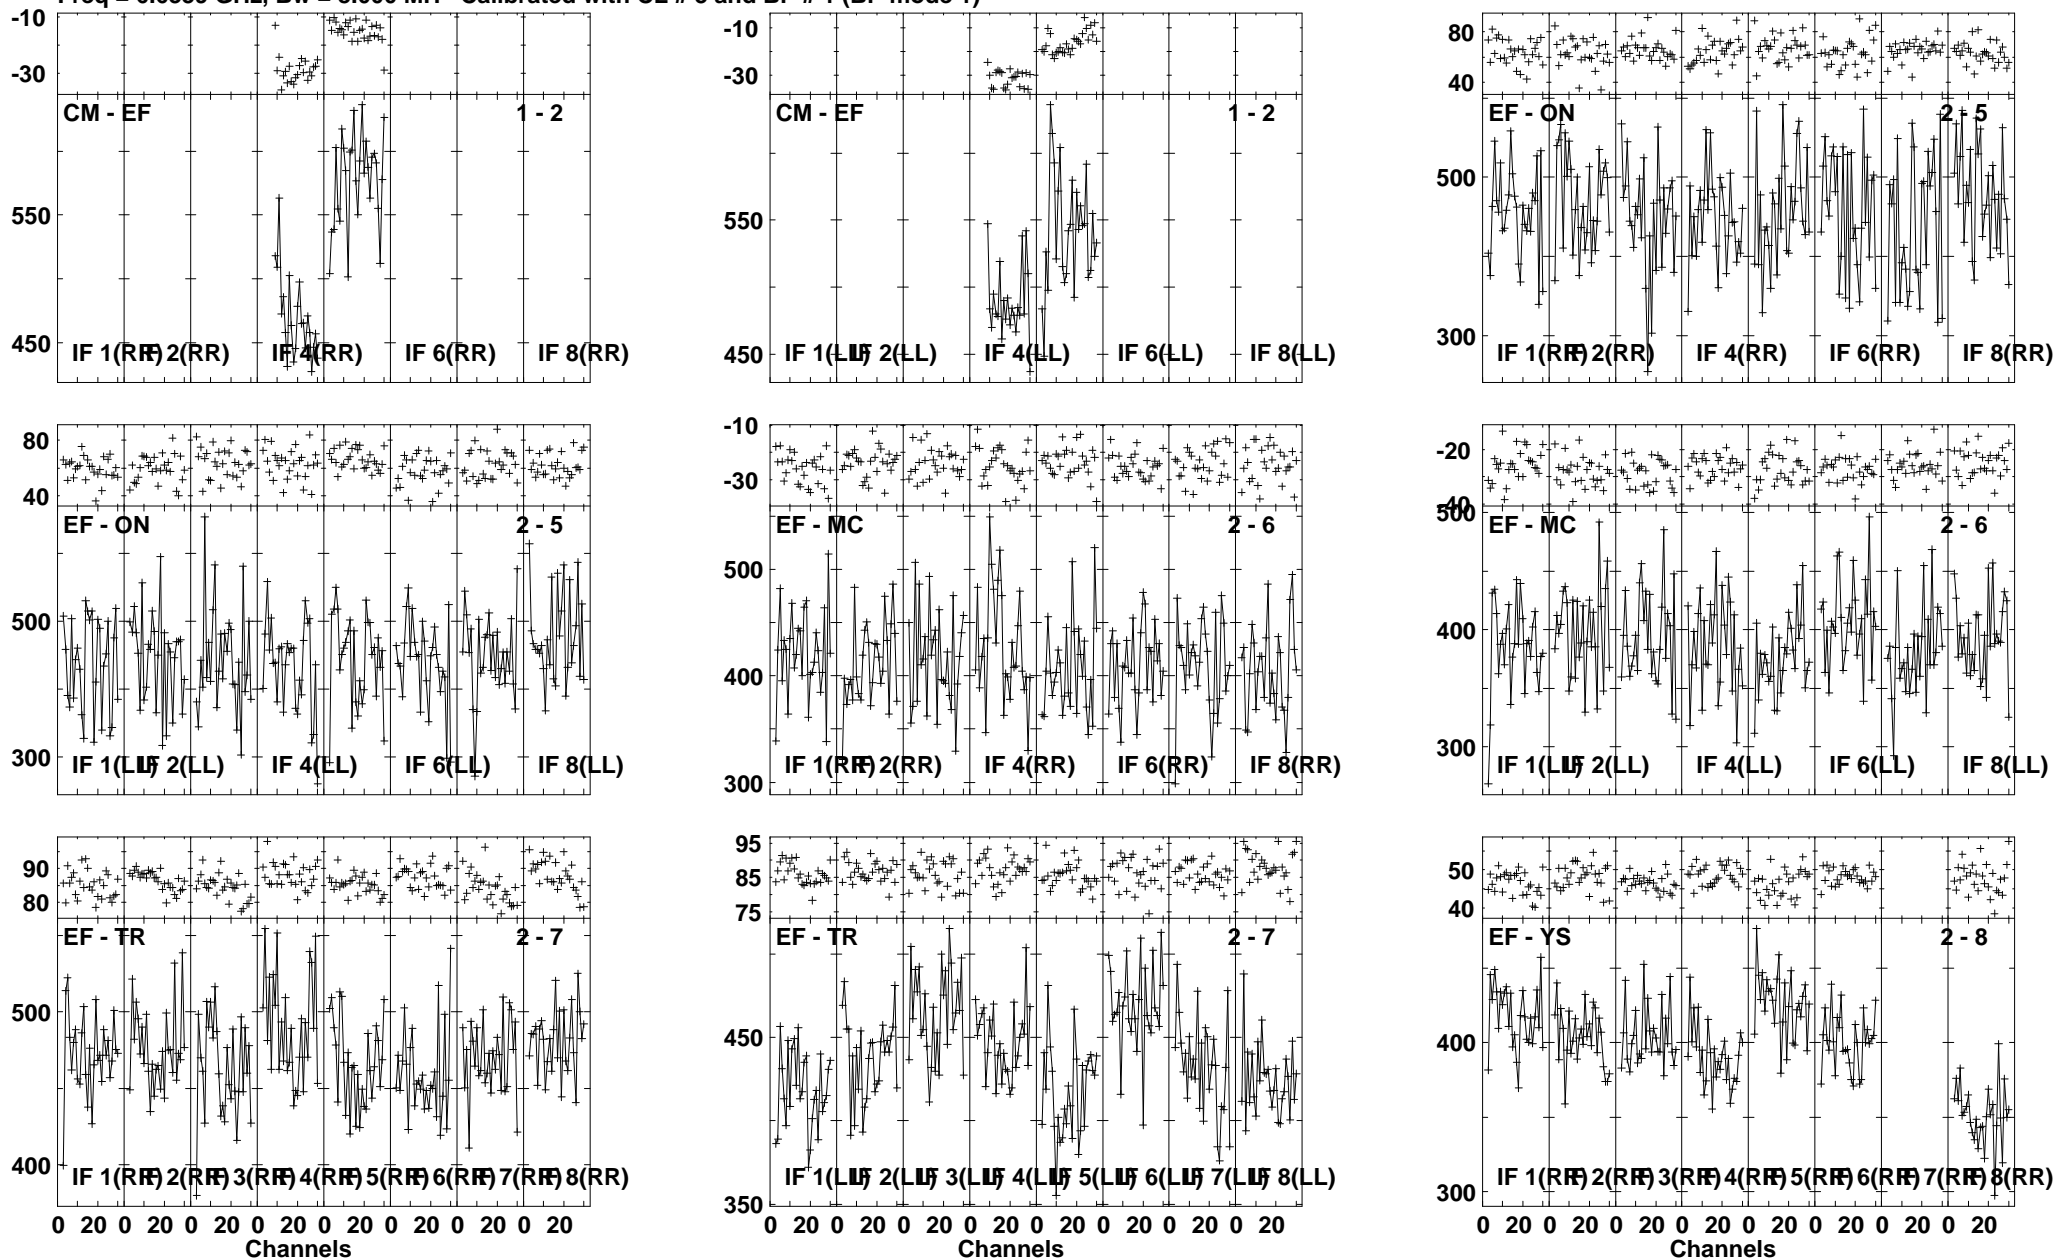 Freq = GHz, Bw = MH Calibrated with CL # and BP # (BP mode 1)
-10
-30
CM - EF 1 - 2
550
450
IF 1(RR) IF 2(RR) IF 4(RR) IF 6(RR) IF 8(RR)
-10
-30
CM - EF 1 - 2
550
450
IF 1(LL) IF 2(LL) IF 4(LL) IF 6(LL) IF 8(LL)
80
40
EF - ON 2 - 5
500
300
IF 1(RR) IF 2(RR) IF 4(RR) IF 6(RR) IF 8(RR)
80
40
EF - ON 2 - 5
500
300
IF 1(LL) IF 2(LL) IF 4(LL) IF 6(LL) IF 8(LL)
-10
-30
EF - MC 2 - 6
500
400
300
IF 1(RR) IF 2(RR) IF 4(RR) IF 6(RR) IF 8(RR)
-20
-40
500
EF - MC 2 - 6
400
300
IF 1(LL) IF 2(LL) IF 4(LL) IF 6(LL) IF 8(LL)
90
80
EF - TR 2 - 7
500
400
IF 1(RR) IF 2(RR) IF 3(RR) IF 4(RR) IF 5(RR) IF 6(RR) IF 7(RR) IF 8(RR)
0 20 0 20 0 20 0 20 0 20 0 20 0 20 0 20
Channels
95
85
75
EF - TR 2 - 7
450
350
IF 1(LL) IF 2(LL) IF 3(LL) IF 4(LL) IF 5(LL) IF 6(LL) IF 7(LL) IF 8(LL)
0 20 0 20 0 20 0 20 0 20 0 20 0 20 0 20
Channels
50
40
EF - YS 2 - 8
400
300
IF 1(RR) IF 2(RR) IF 3(RR) IF 4(RR) IF 5(RR) IF 6(RR) IF 7(RR) IF 8(RR)
0 20 0 20 0 20 0 20 0 20 0 20 0 20 0 20
Channels